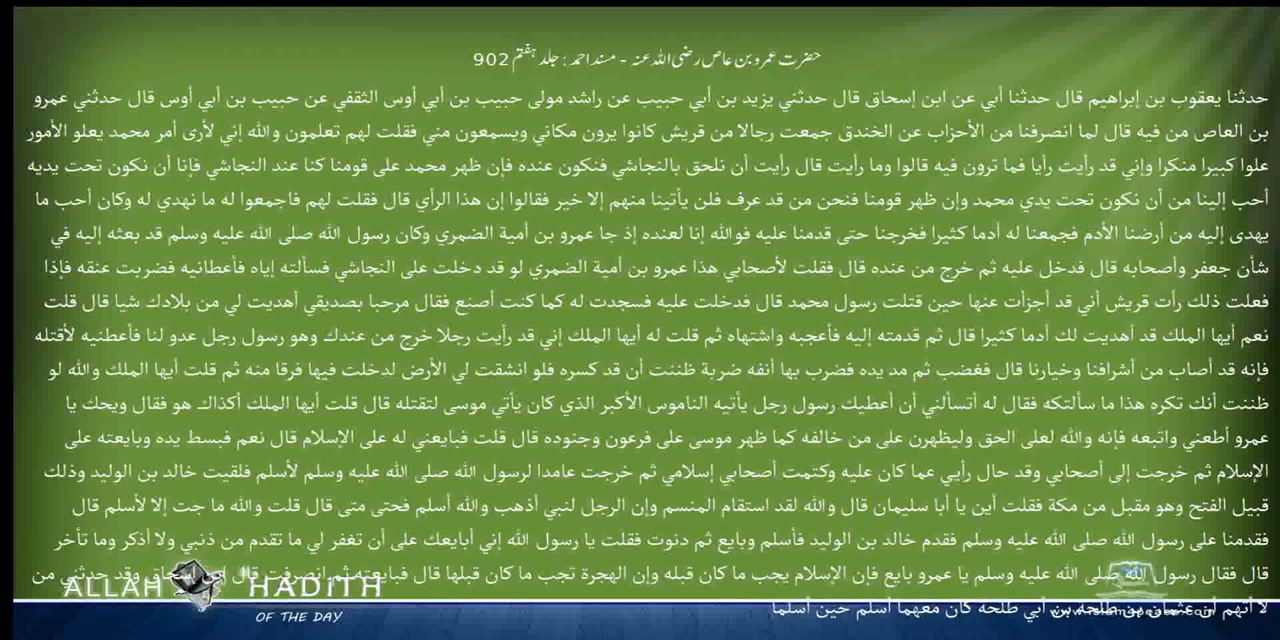 حضرت عمرو بن عاص رضی اللہ عنہ - مسند احمد : جلد ہفتم 902
حدثنا يعقوب بن إبراهيم قال حدثنا أبي عن ابن إسحاق قال حدثني يزيد بن أبي حبيب عن راشد مولى حبيب بن أبي أوس الثقفي عن حبيب بن أبي أوس قال حدثني عمرو
بن العاص من فيه قال لما انصرفنا من الأحزاب عن الخندق جمعت رجالا من قريش كانوا يرون مكاني ويسمعون مني فقلت لهم تعلمون والله إني لأرى أمر محمد يعلو الأمور
علوا كبيرا منكرا وإني قد رأيت رأيا فما ترون فيه قالوا وما رأيت قال رأيت أن نلحق بالنجاشي فنكون عنده فإن ظهر محمد على قومنا كنا عند النجاشي فإنا أن نكون تحت يديه
أحب إلينا من أن نكون تحت يدي محمد وإن ظهر قومنا فنحن من قد عرف فلن يأتينا منهم إلا خير فقالوا إن هذا الرأي قال فقلت لهم فاجمعوا له ما نهدي له وكان أحب ما
يهدى إليه من أرضنا الأدم فجمعنا له أدما كثيرا فخرجنا حتى قدمنا عليه فوالله إنا لعنده إذ جا عمرو بن أمية الضمري وكان رسول الله صلى الله عليه وسلم قد بعثه إليه في
شأن جعفر وأصحابه قال فدخل عليه ثم خرج من عنده قال فقلت لأصحابي هذا عمرو بن أمية الضمري لو قد دخلت على النجاشي فسألته إياه فأعطانيه فضربت عنقه فإذا
فعلت ذلك رأت قريش أني قد أجزأت عنها حين قتلت رسول محمد قال فدخلت عليه فسجدت له كما كنت أصنع فقال مرحبا بصديقي أهديت لي من بلادك شيا قال قلت
نعم أيها الملك قد أهديت لك أدما كثيرا قال ثم قدمته إليه فأعجبه واشتهاه ثم قلت له أيها الملك إني قد رأيت رجلا خرج من عندك وهو رسول رجل عدو لنا فأعطنيه لأقتله
فإنه قد أصاب من أشرافنا وخيارنا قال فغضب ثم مد يده فضرب بها أنفه ضربة ظننت أن قد كسره فلو انشقت لي الأرض لدخلت فيها فرقا منه ثم قلت أيها الملك والله لو
ظننت أنك تكره هذا ما سألتكه فقال له أتسألني أن أعطيك رسول رجل يأتيه الناموس الأكبر الذي كان يأتي موسى لتقتله قال قلت أيها الملك أكذاك هو فقال ويحك يا
عمرو أطعني واتبعه فإنه والله لعلى الحق وليظهرن على من خالفه كما ظهر موسى على فرعون وجنوده قال قلت فبايعني له على الإسلام قال نعم فبسط يده وبايعته على
الإسلام ثم خرجت إلى أصحابي وقد حال رأيي عما كان عليه وكتمت أصحابي إسلامي ثم خرجت عامدا لرسول الله صلى الله عليه وسلم لأسلم فلقيت خالد بن الوليد وذلك
قبيل الفتح وهو مقبل من مكة فقلت أين يا أبا سليمان قال والله لقد استقام المنسم وإن الرجل لنبي أذهب والله أسلم فحتى متى قال قلت والله ما جت إلا لأسلم قال
فقدمنا على رسول الله صلى الله عليه وسلم فقدم خالد بن الوليد فأسلم وبايع ثم دنوت فقلت يا رسول الله إني أبايعك على أن تغفر لي ما تقدم من ذنبي ولا أذكر وما تأخر
قال فقال رسول الله صلى الله عليه وسلم يا عمرو بايع فإن الإسلام يجب ما كان قبله وإن الهجرة تجب ما كان قبلها قال فبايعته ثم انصرفت قال ابن إسحاق وقد حدثني من
لا أتهم أن عثمان بن طلحة بن أبي طلحة كان معهما أسلم حين أسلما
ALLAH HADITH
OF THE DAY